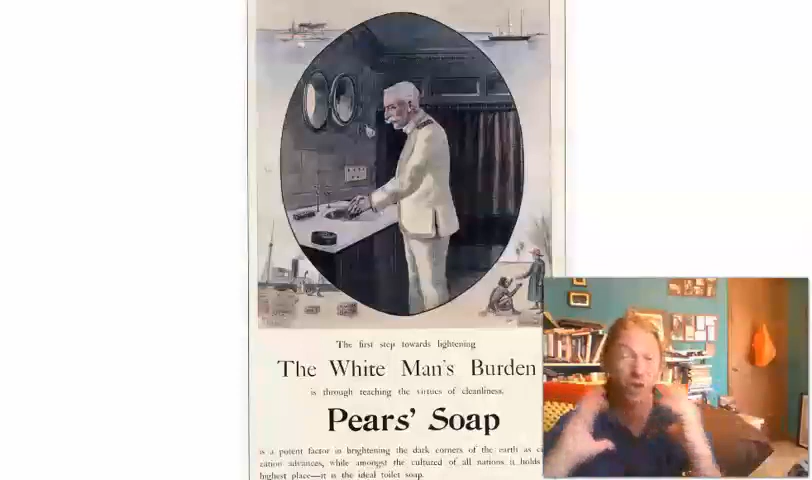 The first step towards lightening
The White Man's Burden
is through teaching the virtues of cleanliness.
Pears' Soap
is a potent factor in brightening the dark corners of the earth as
cation advances, while amongst the cultured of all nations it holds
highest place—it is the ideal toilet soap.